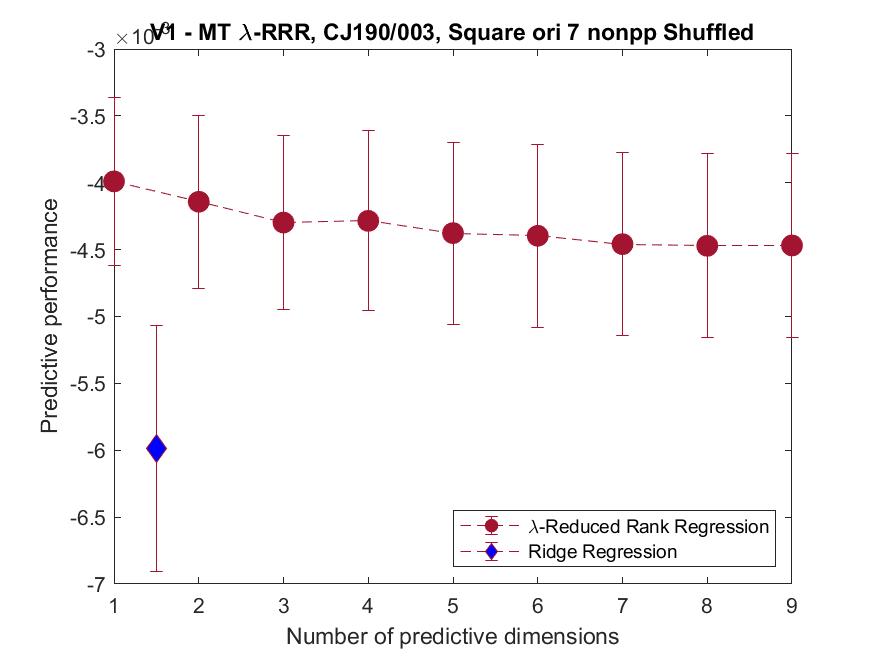 ×10⁻³
V1 - MT λ-RRR, CJ190/003, Square ori 7 nonpp Shuffled
-3
-3.5
-4
-4.5
-5
-5.5
-6
-6.5
-7
Predictive performance
λ-Reduced Rank Regression
Ridge Regression
1 2 3 4 5 6 7 8 9
Number of predictive dimensions